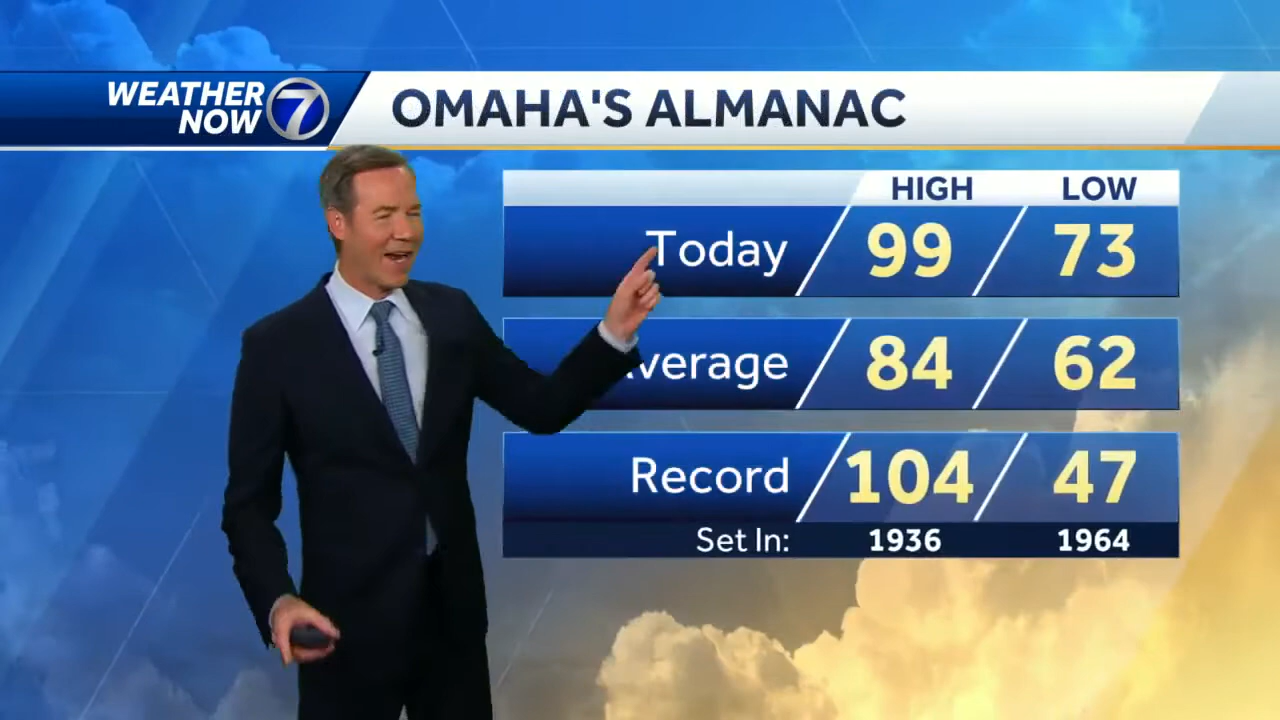 WEATHER
NOW 7
OMAHA'S ALMANAC
HIGH LOW
Today 99 73
verage 84 62
Record 104 47
Set In: 1936 1964